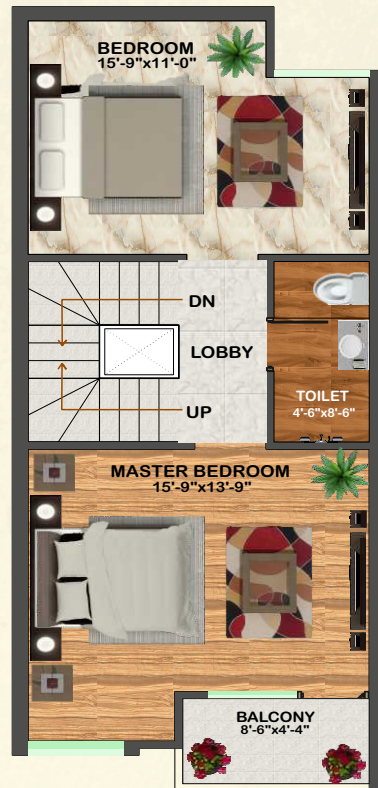 BEDROOM
15'-9"x11'-0"
DN
LOBBY
UP
TOILET
4'-6"x8'-6"
MASTER BEDROOM
15'-9"x13'-9"
BALCONY
8'-6"x4'-4"